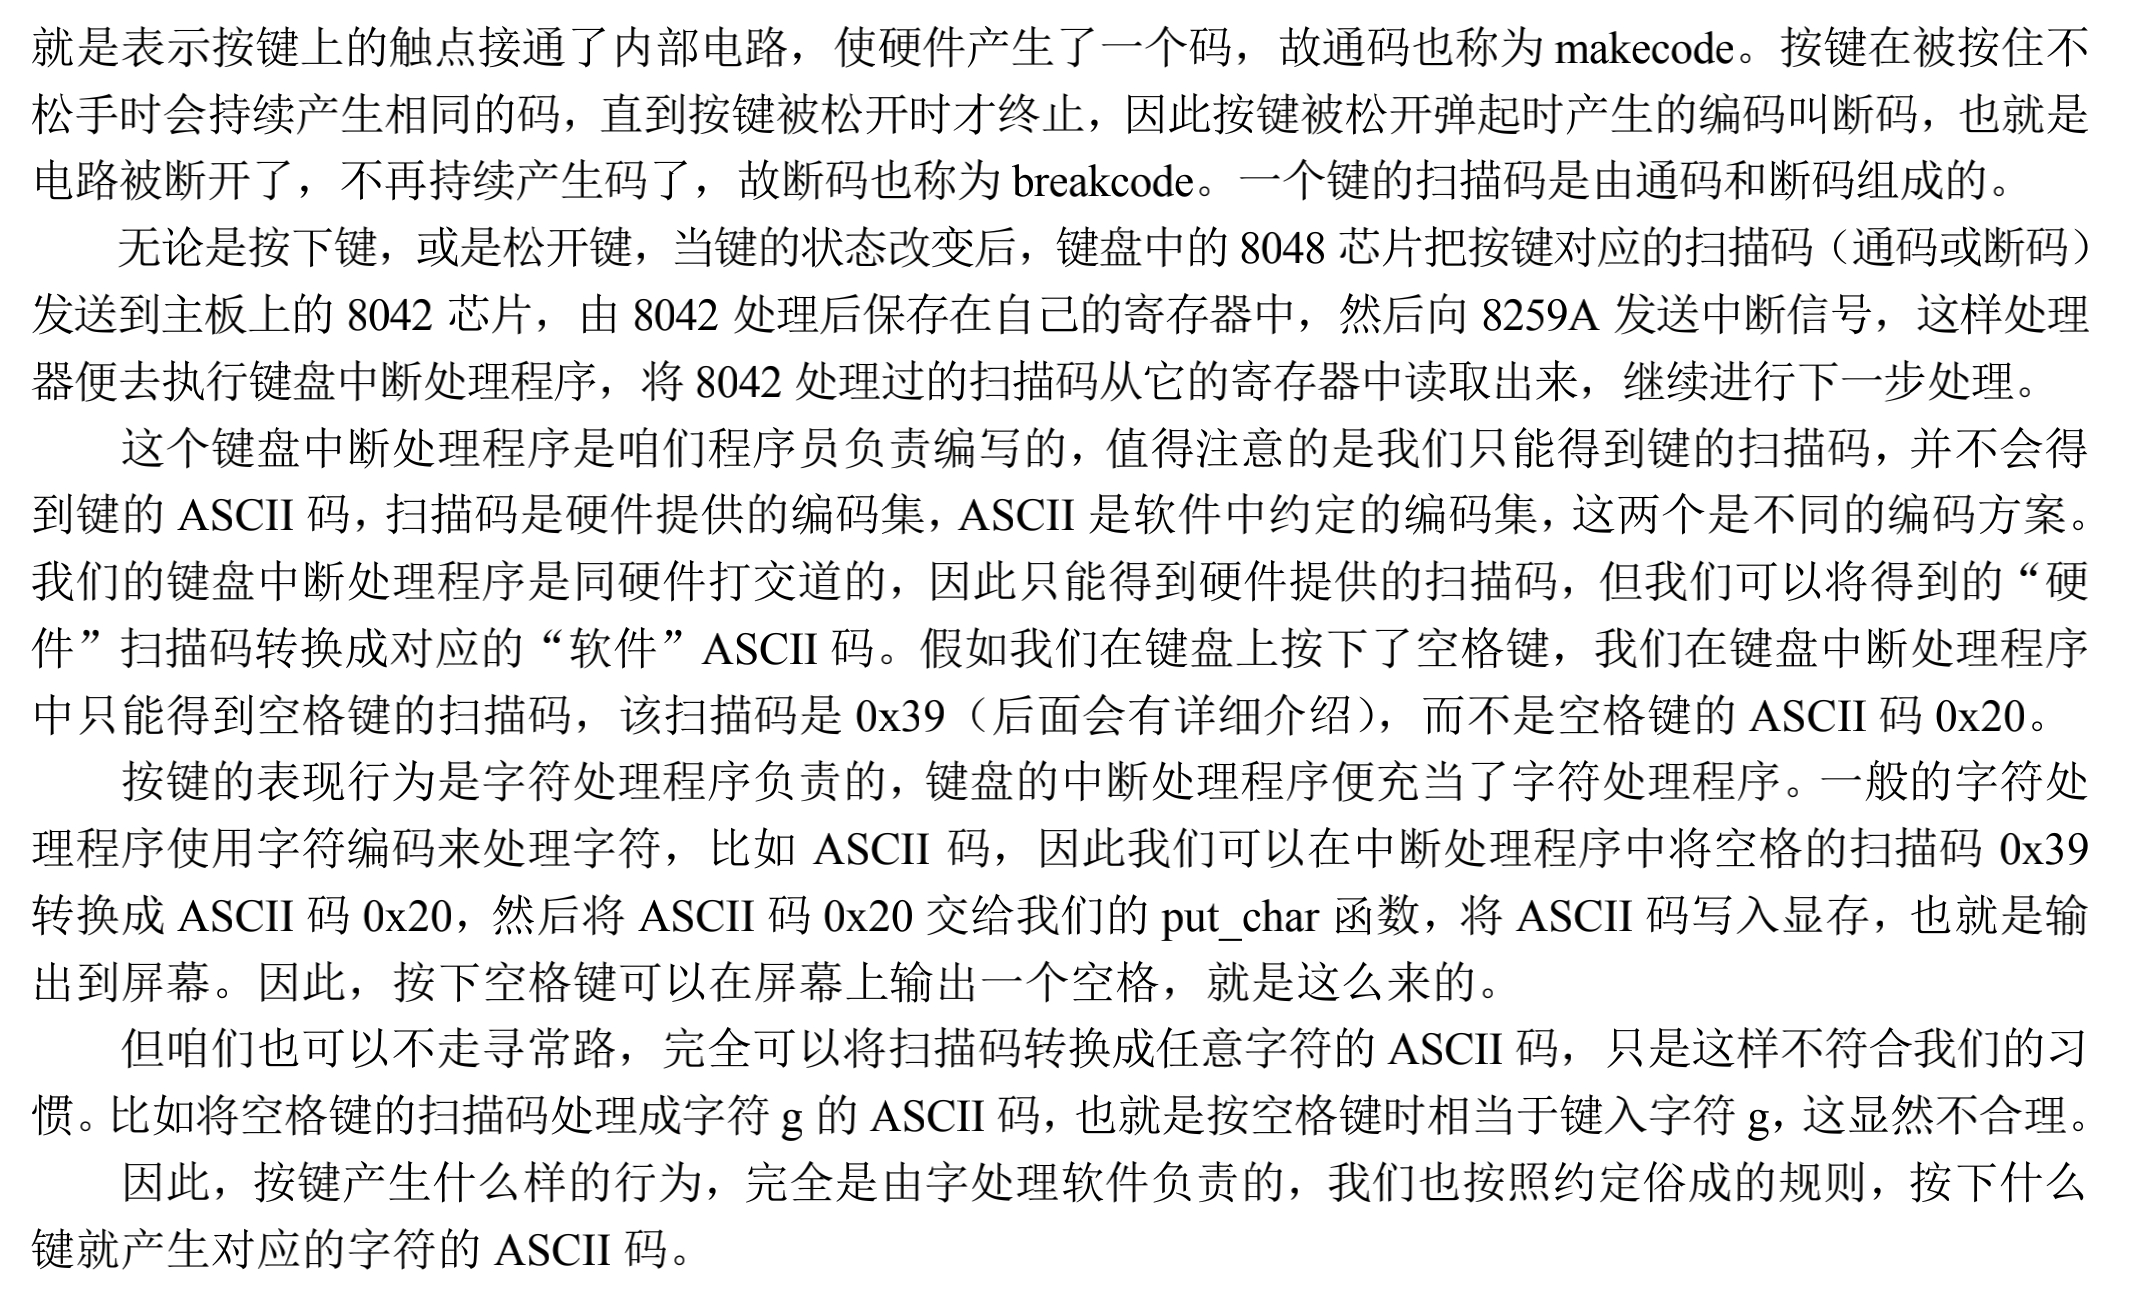 就是表示按键上的触点接通了内部电路，使硬件产生了一个码，故通码也称为 makecode。按键在被按住不
松手时会持续产生相同的码，直到按键被松开时才终止，因此按键被松开弹起时产生的编码叫断码，也就是
电路被断开了，不再持续产生码了，故断码也称为 breakcode。一个键的扫描码是由通码和断码组成的。
无论是按下键，或是松开键，当键的状态改变后，键盘中的 8048 芯片把按键对应的扫描码（通码或断码）
发送到主板上的 8042 芯片，由 8042 处理后保存在自己的寄存器中，然后向 8259A 发送中断信号，这样处理
器便去执行键盘中断处理程序，将 8042 处理过的扫描码从它的寄存器中读取出来，继续进行下一步处理。
这个键盘中断处理程序是咱们程序员负责编写的，值得注意的是我们只能得到键的扫描码，并不会得
到键的 ASCII 码，扫描码是硬件提供的编码集，ASCII 是软件中约定的编码集，这两个是不同的编码方案。
我们的键盘中断处理程序是同硬件打交道的，因此只能得到硬件提供的扫描码，但我们可以将得到的“硬
件”扫描码转换成对应的“软件”ASCII 码。假如我们在键盘上按下了空格键，我们在键盘中断处理程序
中只能得到空格键的扫描码，该扫描码是 0x39（后面会有详细介绍），而不是空格键的 ASCII 码 0x20。
按键的表现行为是字符处理程序负责的，键盘的中断处理程序便充当了字符处理程序。一般的字符处
理程序使用字符编码来处理字符，比如 ASCII 码，因此我们可以在中断处理程序中将空格的扫描码 0x39
转换成 ASCII 码 0x20，然后将 ASCII 码 0x20 交给我们的 put_char 函数，将 ASCII 码写入显存，也就是输
出到屏幕。因此，按下空格键可以在屏幕上输出一个空格，就是这么来的。
但咱们也可以不走寻常路，完全可以将扫描码转换成任意字符的 ASCII 码，只是这样不符合我们的习
惯。比如将空格键的扫描码处理成字符 g 的 ASCII 码，也就是按空格键时相当于键入字符 g，这显然不合理。
因此，按键产生什么样的行为，完全是由字处理软件负责的，我们也按照约定俗成的规则，按下什么
键就产生对应的字符的 ASCII 码。